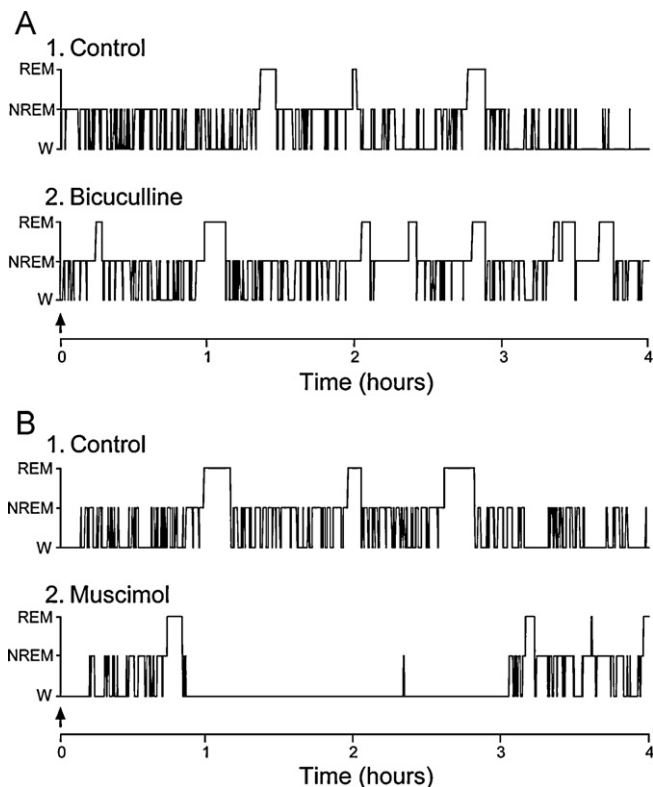 A
1. Control
REM
NREM
W
2. Bicuculline
REM
NREM
W
0 1 2 3 4
Time (hours)
B
1. Control
REM
NREM
W
2. Muscimol
REM
NREM
W
0 1 2 3 4
Time (hours)